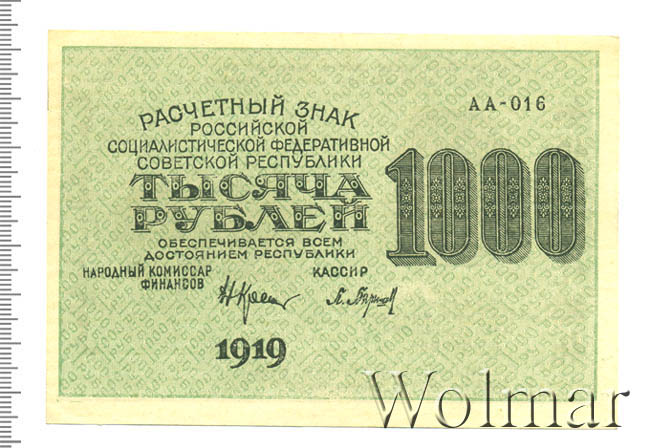 АА-016
РАСЧЕТНЫЙ ЗНАК
РОССИЙСКОЙ
СОЦИАЛИСТИЧЕСКОЙ ФЕДЕРАТИВНОЙ
СОВЕТСКОЙ РЕСПУБЛИКИ
ТЫСЯЧА
РУБЛЕЙ
1000
ОБЕСПЕЧИВАЕТСЯ ВСЕМ
ДОСТОЯНИЕМ РЕСПУБЛИКИ
НАРОДНЫЙ КОМИССАР
ФИНАНСОВ
КАССИР
1919
Wolmar